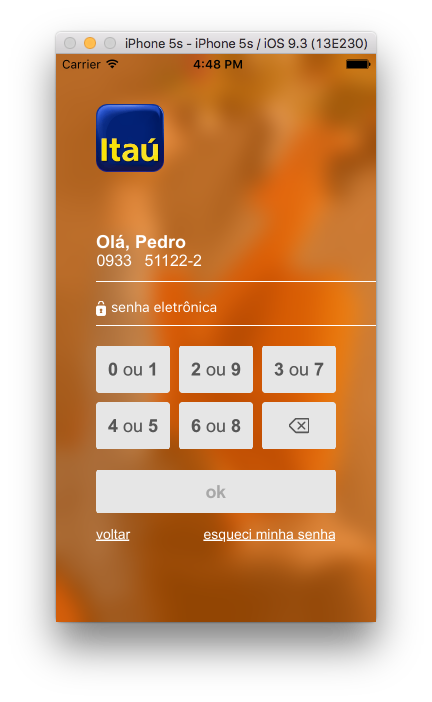 iPhone 5s - iPhone 5s / iOS 9.3 (13E230)
Carrier 4:48 PM
Itaú
Olá, Pedro
0933 51122-2
senha eletrônica
0 ou 1 2 ou 9 3 ou 7
4 ou 5 6 ou 8
ok
voltar esqueci minha senha